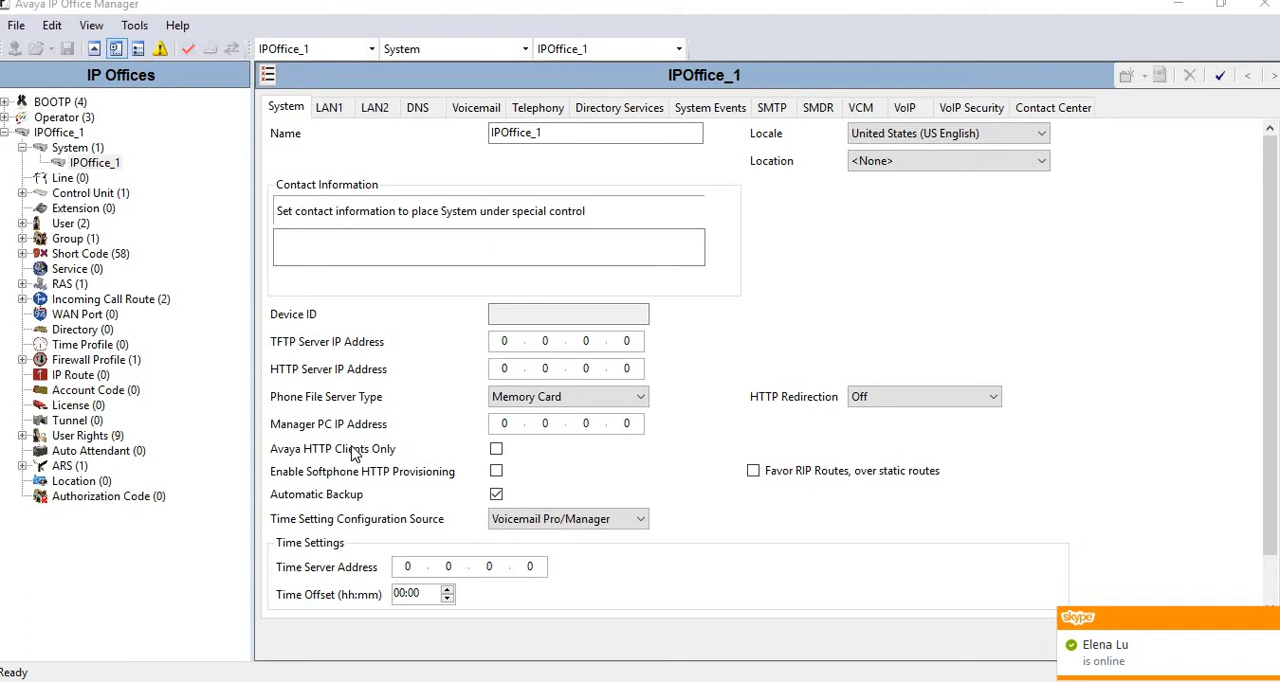 Avaya IP Office Manager
File Edit View Tools Help
IPOffice_1 System IPOffice_1
IP Offices
IPOffice_1
BOOTP (4)
Operator (3)
IPOffice_1
System (1)
IPOffice_1
Line (0)
Control Unit (1)
Extension (0)
User (2)
Group (1)
Short Code (58)
Service (0)
RAS (1)
Incoming Call Route (2)
WAN Port (0)
Directory (0)
Time Profile (0)
Firewall Profile (1)
IP Route (0)
Account Code (0)
License (0)
Tunnel (0)
User Rights (9)
Auto Attendant (0)
ARS (1)
Location (0)
Authorization Code (0)
System LAN1 LAN2 DNS Voicemail Telephony Directory Services System Events SMTP SMDR VCM VoIP VoIP Security Contact Center
Name IPOffice_1 Locale United States (US English)
Location <None>
Contact Information
Set contact information to place System under special control
Device ID
TFTP Server IP Address 0 . 0 . 0 . 0
HTTP Server IP Address 0 . 0 . 0 . 0
Phone File Server Type Memory Card HTTP Redirection Off
Manager PC IP Address 0 . 0 . 0 . 0
Avaya HTTP Clients Only
Enable Softphone HTTP Provisioning Favor RIP Routes, over static routes
Automatic Backup
Time Setting Configuration Source Voicemail Pro/Manager
Time Settings
Time Server Address 0 . 0 . 0 . 0
Time Offset (hh:mm) 00:00
skype
Elena Lu
is online
Ready